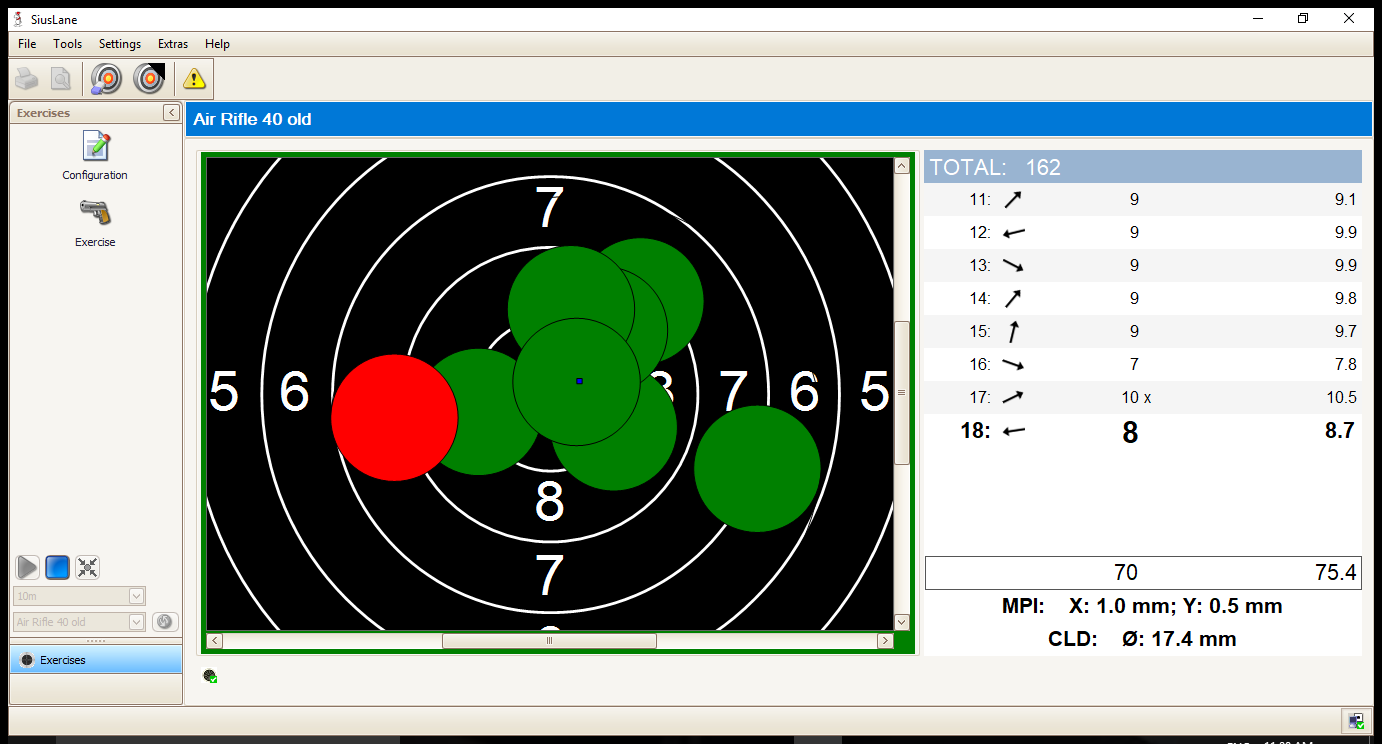 SiusLane
File Tools Settings Extras Help
Exercises
Configuration
Exercise
10m
Air Rifle 40 old
Exercises
Air Rifle 40 old
7
5 6 7 6 5
8
7
TOTAL: 162
11: 9 9.1
12: 9 9.9
13: 9 9.9
14: 9 9.8
15: 9 9.7
16: 7 7.8
17: 10 x 10.5
18: 8 8.7
70 75.4
MPI: X: 1.0 mm; Y: 0.5 mm
CLD: Ø: 17.4 mm